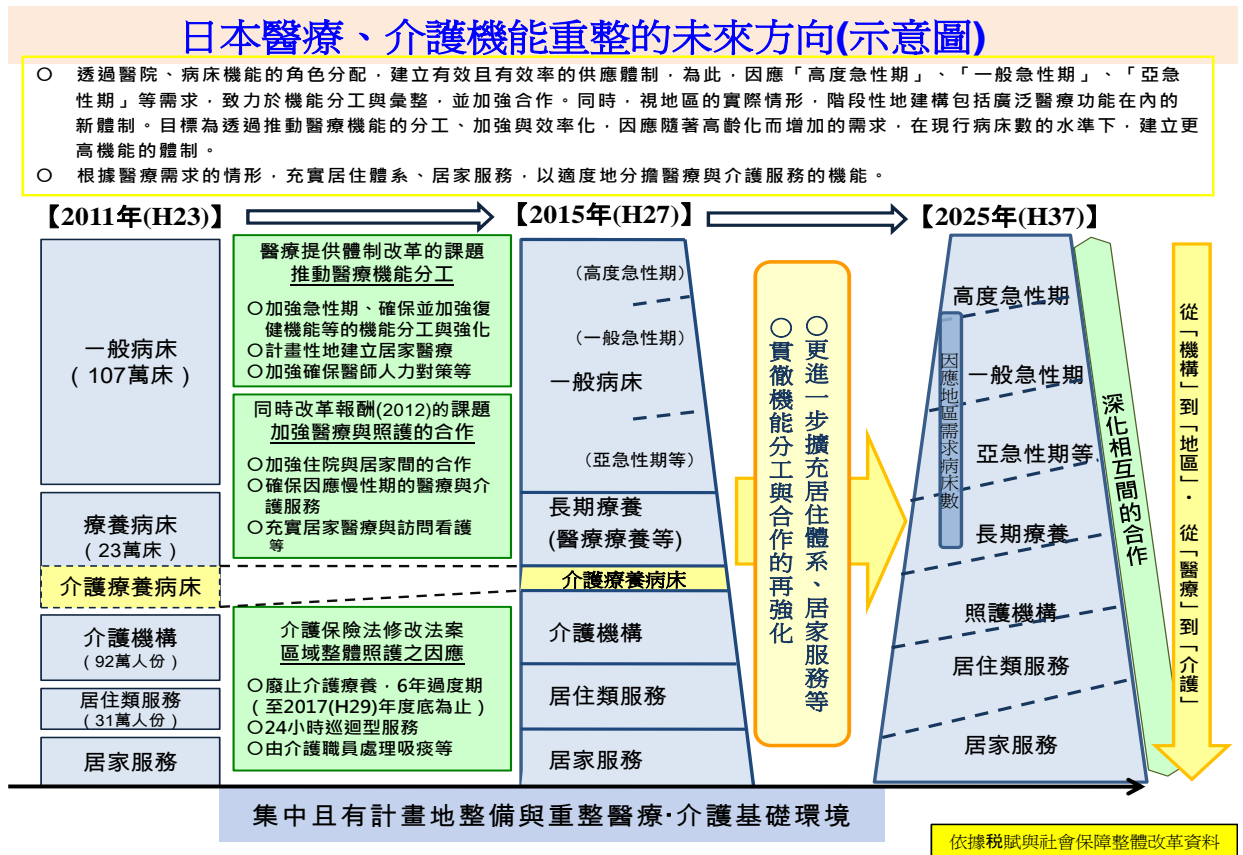 日本醫療、介護機能重整的未來方向(示意圖)
○ 透過醫院、病床機能的角色分配，建立有效且有效率的供應體制，為此，因應「高度急性期」、「一般急性期」、「亞急
性期」等需求，致力於機能分工與彙整，並加強合作。同時，視地區的實際情形，階段性地建構包括廣泛醫療功能在內的
新體制。目標為透過推動醫療機能的分工、加強與效率化，因應隨著高齡化而增加的需求，在現行病床數的水準下，建立更
高機能的體制。
○ 根據醫療需求的情形，充實居住體系、居家服務，以適度地分擔醫療與介護服務的機能。
【2011年(H23)】
【2015年(H27)】
【2025年(H37)】
一般病床
(107萬床)
療養病床
(23萬床)
介護療養病床
介護機構
(92萬人份)
居住類服務
(31萬人份)
居家服務
醫療提供體制改革的課題
推動醫療機能分工
○加強急性期、確保並加強復
健機能等的機能分工與強化
○計畫性地建立居家醫療
○加強確保醫師人力對策等
同時改革報酬(2012)的課題
加強醫療與照護的合作
○加強住院與居家間的合作
○確保因應慢性期的醫療與介
護服務
○充實居家醫療與訪問看護
等
介護保險法修改法案
區域整體照護之因應
○廢止介護療養，6年過度期
(至2017(H29)年度底為止)
○24小時巡迴型服務
○由介護職員處理吸痰等
(高度急性期)
(一般急性期)
一般病床
(亞急性期等)
長期療養
(醫療療養等)
介護療養病床
介護機構
居住類服務
居家服務
○更進一步擴充居住體系、居家服務等
○貫徹機能分工與合作的再強化
高度急性期
一般急性期
亞急性期等
長期療養
照護機構
居住類服務
居家服務
因應地區需求病床數
深化相互間的合作
從「機構」到「地區」·從「醫療」到「介護」
集中且有計畫地整備與重整醫療·介護基礎環境
依據税賦與社會保障整體改革資料